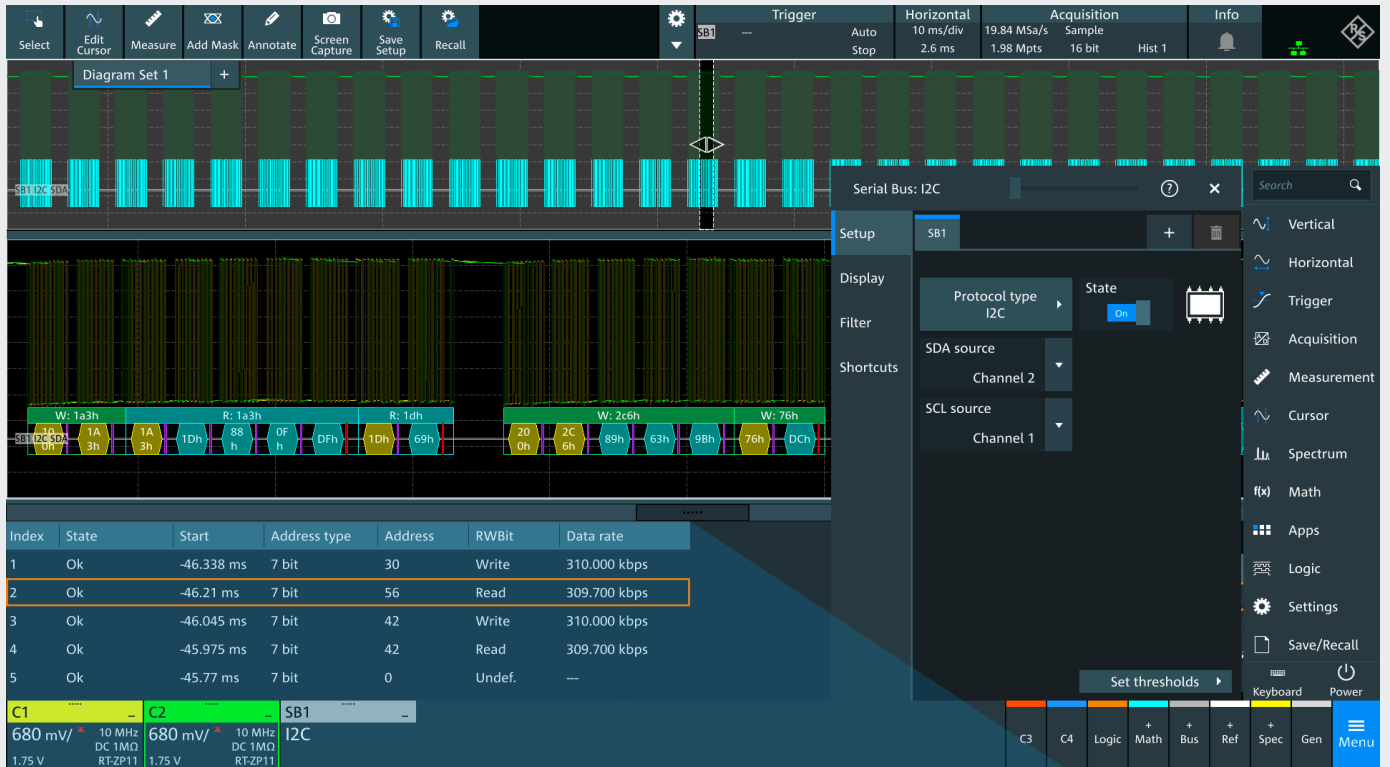 Select
Edit
Cursor
Measure
Add Mask
Annotate
Screen
Capture
Save
Setup
Recall
SB1
Trigger
---
Auto
Stop
Horizontal
10 ms/div
2.6 ms
Acquisition
19.84 MSa/s
Sample
1.98 Mpts
16 bit
Hist 1
Info
R&S
Diagram Set 1
+
SB1 I2C SDA
Serial Bus: I2C
?
×
Setup
Display
Filter
Shortcuts
SB1
+
Protocol type
I2C
State
On
SDA source
Channel 2
SCL source
Channel 1
Set thresholds
W: 1a3h
R: 1a3h
R: 1dh
W: 2c6h
W: 76h
SB1 I2C SDA
10
0h
1A
3h
1A
3h
1Dh
88
h
0F
h
DFh
1Dh
69h
20
0h
2C
6h
89h
63h
9Bh
76h
DCh
Index State Start Address type Address RWBit Data rate
1 Ok -46.338 ms 7 bit 30 Write 310.000 kbps
2 Ok -46.21 ms 7 bit 56 Read 309.700 kbps
3 Ok -46.045 ms 7 bit 42 Write 310.000 kbps
4 Ok -45.975 ms 7 bit 42 Read 309.700 kbps
5 Ok -45.77 ms 7 bit 0 Undef. ---
Search
Vertical
Horizontal
Trigger
Acquisition
Measurement
Cursor
Spectrum
f(x) Math
Apps
Logic
Settings
Save/Recall
Keyboard
Power
C1
680 mV/
10 MHz
DC 1MΩ
1.75 V
RT-ZP11
C2
680 mV/
10 MHz
DC 1MΩ
1.75 V
RT-ZP11
SB1
I2C
C3
C4
Logic
+
Math
+
Bus
+
Ref
+
Spec
Gen
Menu